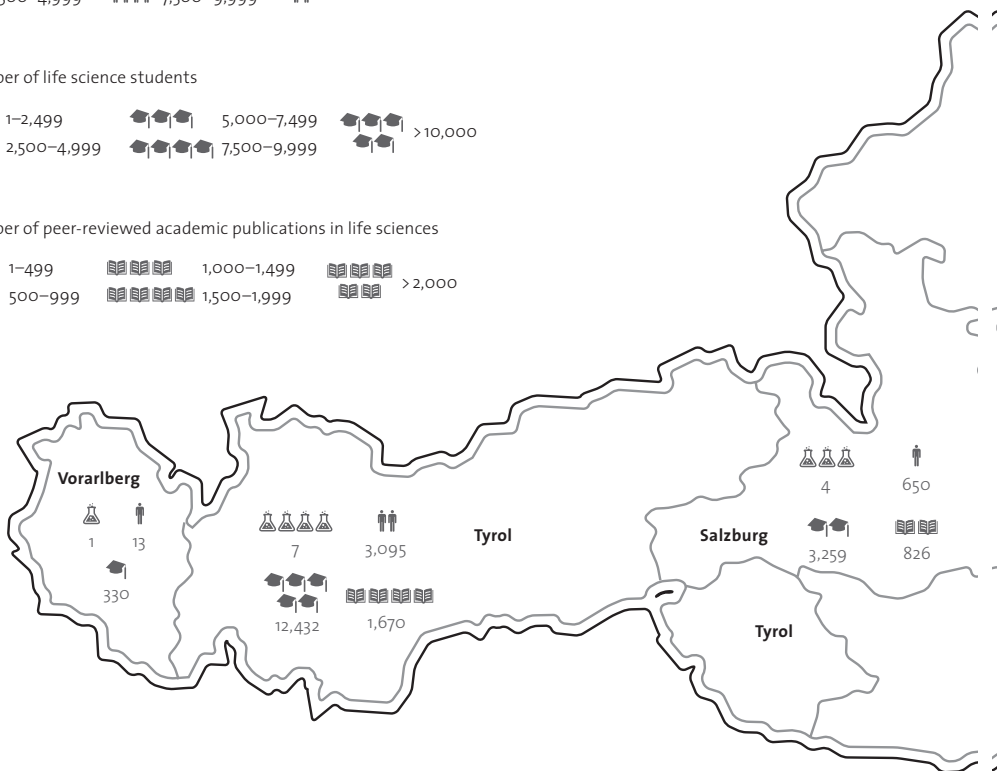 ber of life science students
1–2,499 5,000–7,499
>10,000
2,500–4,999 7,500–9,999
ber of peer-reviewed academic publications in life sciences
1–499 1,000–1,499
>2,000
500–999 1,500–1,999
Vorarlberg
1 13
330
7 3,095
12,432 1,670
Tyrol
Salzburg
4 650
3,259 826
Tyrol